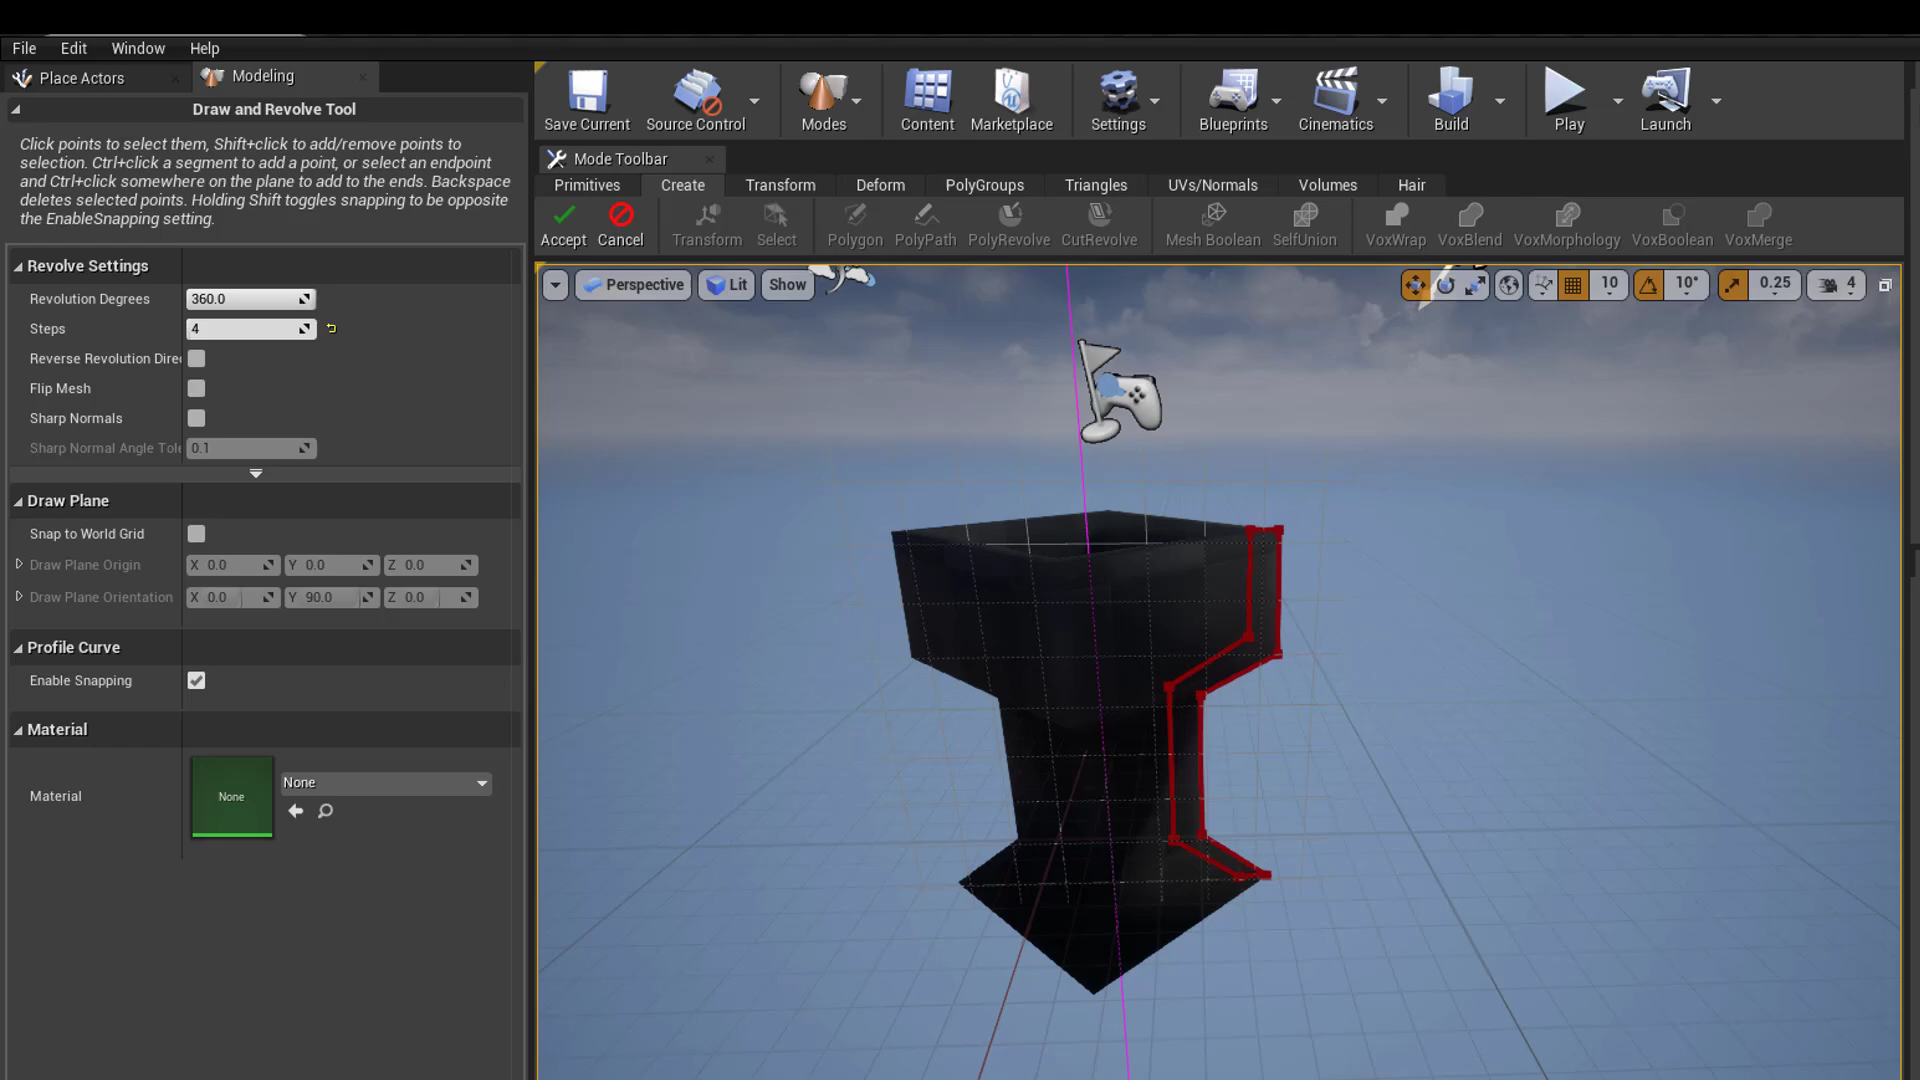 File Edit Window Help
Place Actors Modeling
Draw and Revolve Tool
Click points to select them, Shift+click to add/remove points to
selection. Ctrl+click a segment to add a point, or select an endpoint
and Ctrl+click somewhere on the plane to add to the ends. Backspace
deletes selected points. Holding Shift toggles snapping to be opposite
the EnableSnapping setting.
Revolve Settings
Revolution Degrees 360.0
Steps 4
Reverse Revolution Direc
Flip Mesh
Sharp Normals
Sharp Normal Angle Tole 0.1
Draw Plane
Snap to World Grid
Draw Plane Origin X 0.0 Y 0.0 Z 0.0
Draw Plane Orientation X 0.0 Y 90.0 Z 0.0
Profile Curve
Enable Snapping
Material
Material None None
Save Current Source Control Modes Content Marketplace Settings Blueprints Cinematics Build Play Launch
Mode Toolbar
Primitives Create Transform Deform PolyGroups Triangles UVs/Normals Volumes Hair
Accept Cancel Transform Select Polygon PolyPath PolyRevolve CutRevolve Mesh Boolean SelfUnion VoxWrap VoxBlend VoxMorphology VoxBoolean VoxMerge
Perspective Lit Show 10 10° 0.25 4